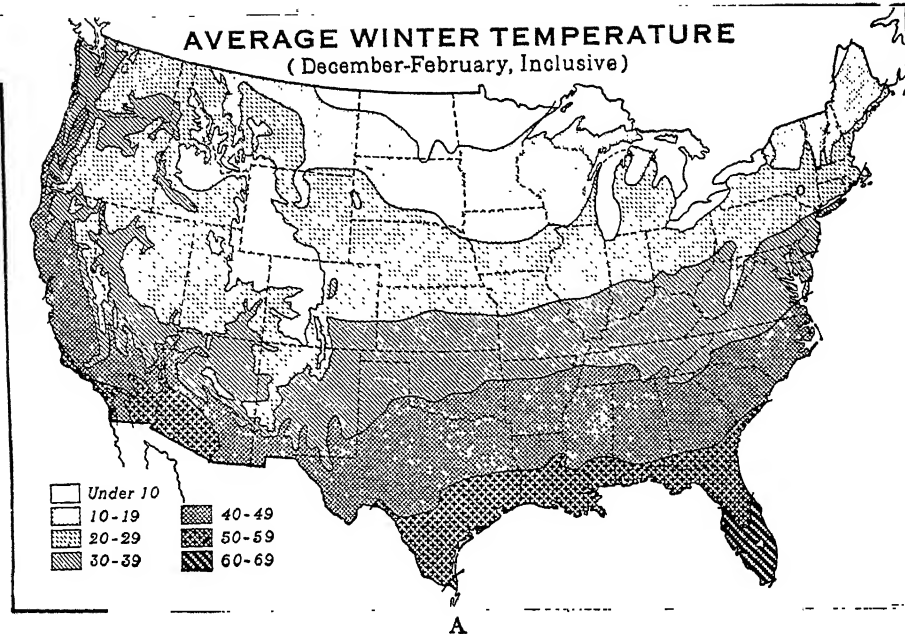 AVERAGE WINTER TEMPERATURE
(December-February, Inclusive)
Under 10
10-19
20-29
30-39
40-49
50-59
60-69
A